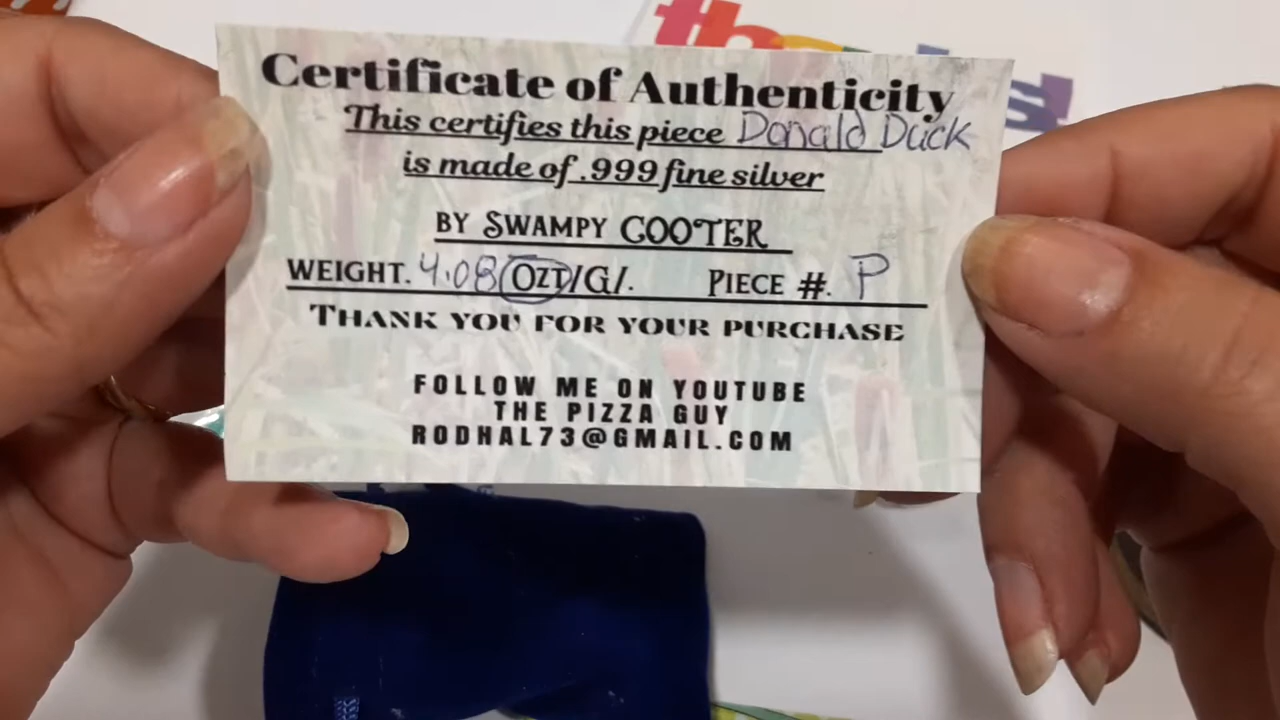 Certificate of Authenticity
This certifies this piece Donald Duck
is made of .999 fine silver
BY SWAMPY COOTER
WEIGHT. 4.08 OZT/G/. PIECE #. P
THANK YOU FOR YOUR PURCHASE
FOLLOW ME ON YOUTUBE
THE PIZZA GUY
RODHAL73@GMAIL.COM